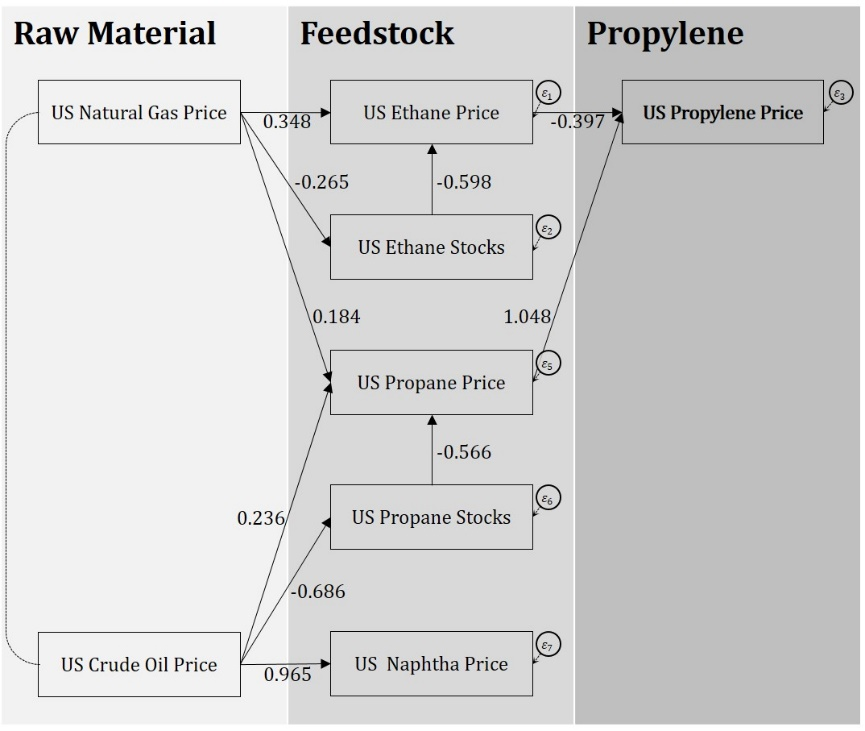 Raw Material
Feedstock
Propylene
US Natural Gas Price
US Ethane Price
ε1
US Propylene Price
ε3
0.348
-0.397
-0.265
-0.598
US Ethane Stocks
ε2
0.184
1.048
US Propane Price
ε5
-0.566
0.236
US Propane Stocks
ε6
-0.686
US Crude Oil Price
0.965
US Naphtha Price
ε7